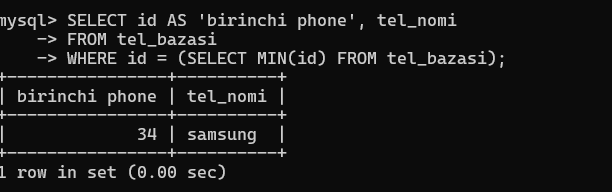 mysql> SELECT id AS 'birinchi phone', tel_nomi
    -> FROM tel_bazasi
    -> WHERE id = (SELECT MIN(id) FROM tel_bazasi);
+----------------+----------+
| birinchi phone | tel_nomi |
+----------------+----------+
|             34 | samsung  |
+----------------+----------+
1 row in set (0.00 sec)